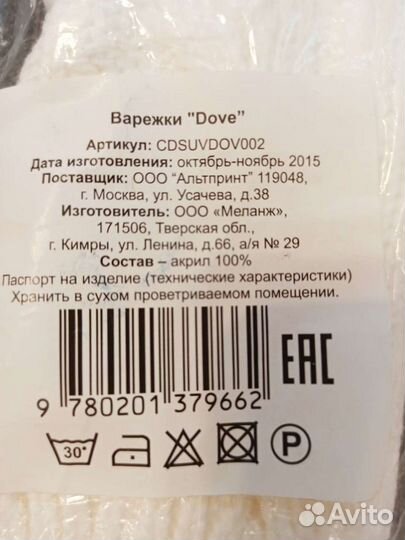 Варежки "Dove"
Артикул: CDSUVDOV002
Дата изготовления: октябрь-ноябрь 2015
Поставщик: ООО "Альтпринт" 119048,
г. Москва, ул. Усачева, д.38
Изготовитель: ООО «Меланж»,
171506, Тверская обл.,
г. Кимры, ул. Ленина, д.66, а/я № 29
Состав – акрил 100%
Паспорт на изделие (технические характеристики)
Хранить в сухом проветриваемом помещении.
EAC
9 780201 379662
30°
P
Avito